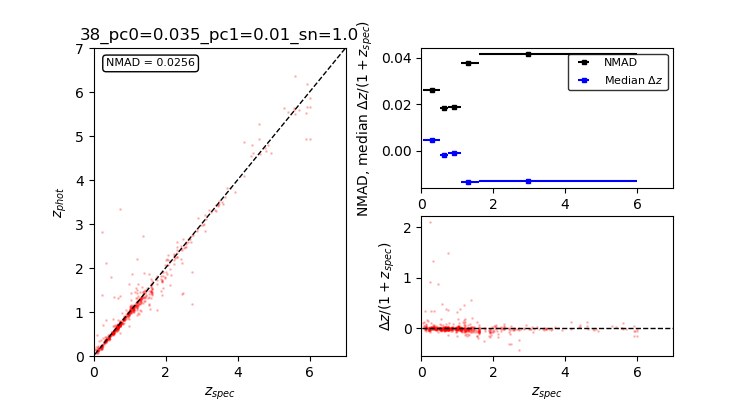 38_pc0=0.035_pc1=0.01_sn=1.0
NMAD = 0.0256
7
6
5
4
3
2
1
0
z_phot
0 2 4 6
z_spec
NMAD, median Δz/(1 + z_spec)
0.04
0.02
0.00
NMAD
Median Δz
0 2 4 6
Δz/(1 + z_spec)
2
1
0
0 2 4 6
z_spec